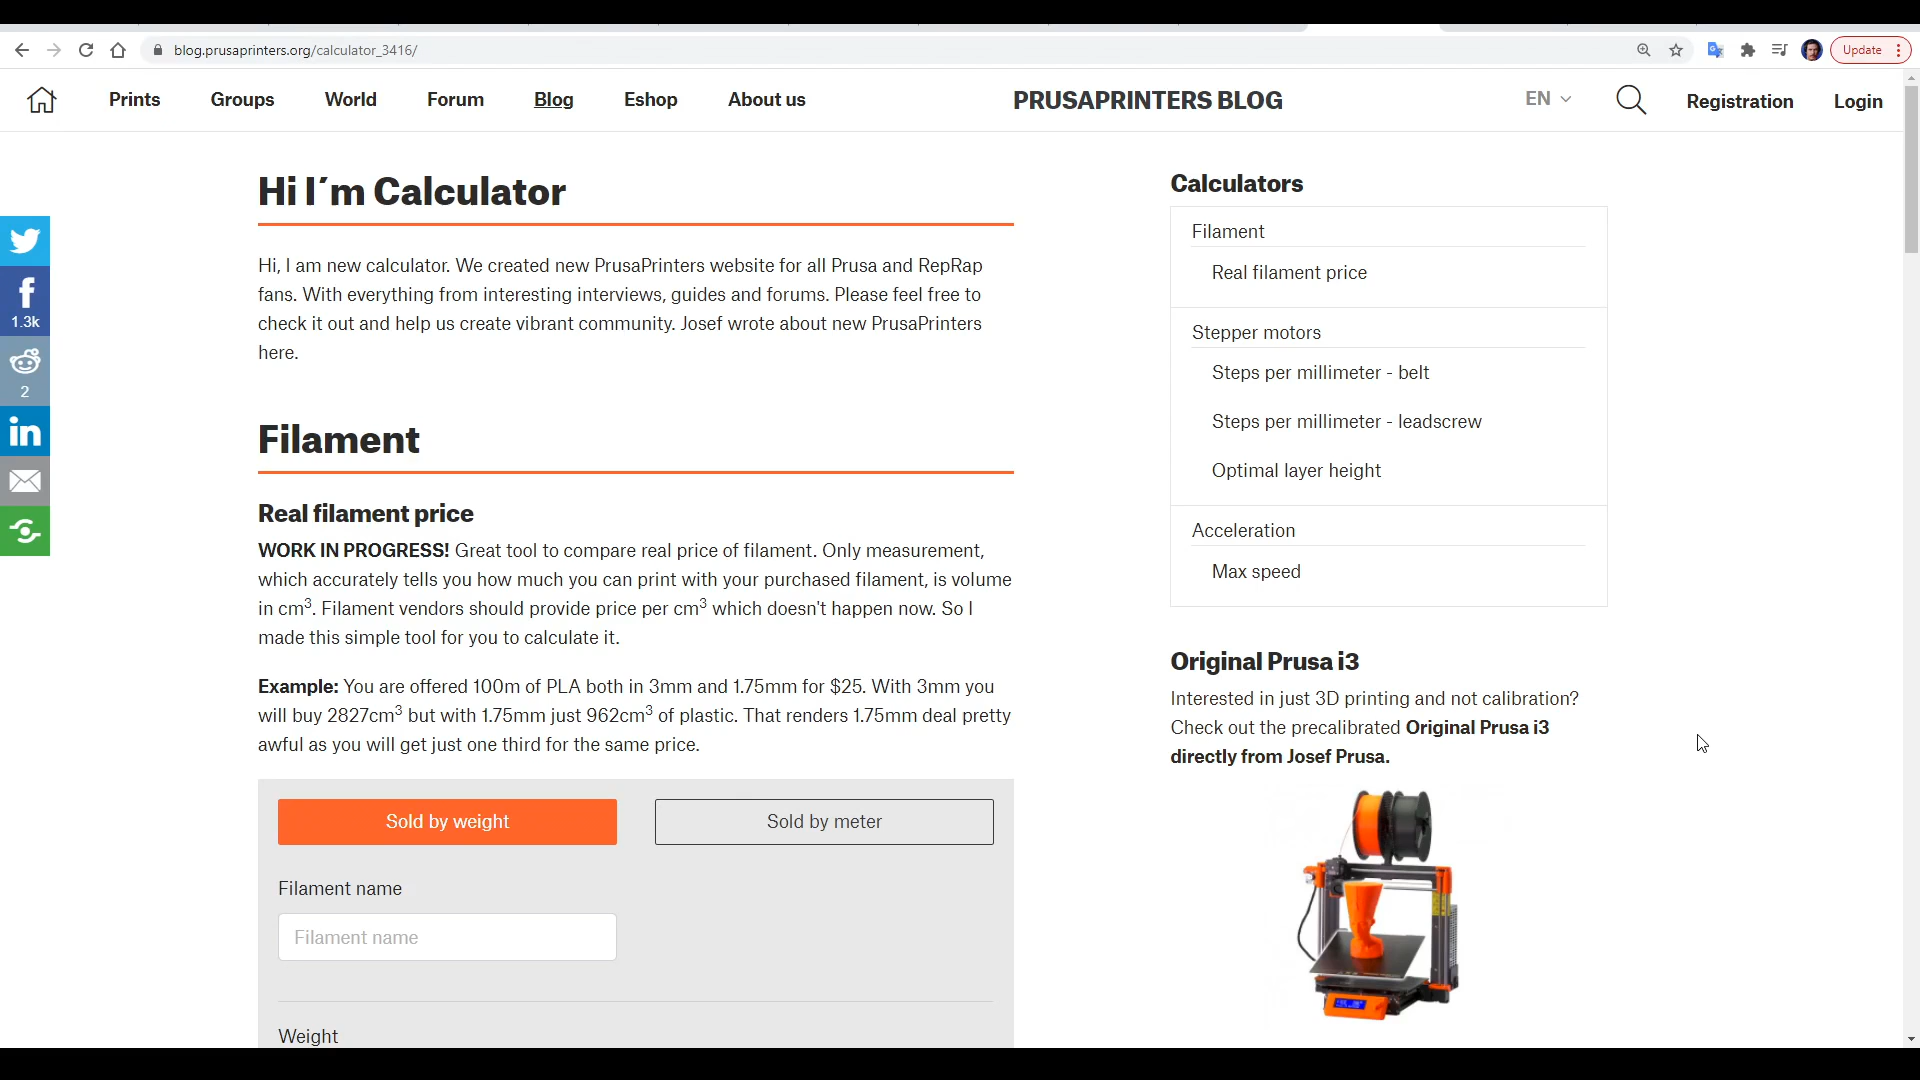 blog.prusaprinters.org/calculator_3416/
Update
Prints Groups World Forum Blog Eshop About us
PRUSAPRINTERS BLOG
EN
Registration Login
Hi I´m Calculator
Hi, I am new calculator. We created new PrusaPrinters website for all Prusa and RepRap
fans. With everything from interesting interviews, guides and forums. Please feel free to
check it out and help us create vibrant community. Josef wrote about new PrusaPrinters
here.
1.3k
2
in
Filament
Real filament price
WORK IN PROGRESS! Great tool to compare real price of filament. Only measurement,
which accurately tells you how much you can print with your purchased filament, is volume
in cm³. Filament vendors should provide price per cm³ which doesn't happen now. So I
made this simple tool for you to calculate it.
Example: You are offered 100m of PLA both in 3mm and 1.75mm for $25. With 3mm you
will buy 2827cm³ but with 1.75mm just 962cm³ of plastic. That renders 1.75mm deal pretty
awful as you will get just one third for the same price.
Sold by weight
Sold by meter
Filament name
Filament name
Weight
Calculators
Filament
Real filament price
Stepper motors
Steps per millimeter - belt
Steps per millimeter - leadscrew
Optimal layer height
Acceleration
Max speed
Original Prusa i3
Interested in just 3D printing and not calibration?
Check out the precalibrated Original Prusa i3
directly from Josef Prusa.